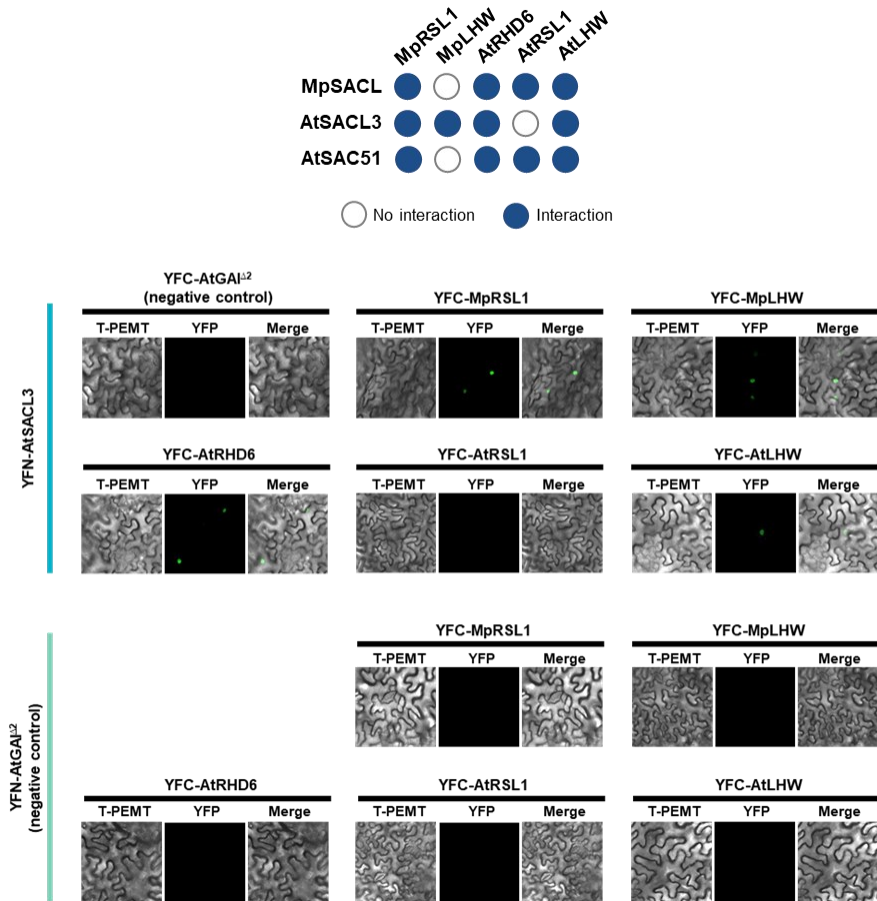 MpRSL1 MpLHW AtRHD6 AtRSL1 AtLHW
MpSACL
AtSACL3
AtSAC51
No interaction Interaction
YFN-AtSACL3
YFC-AtGAI^Δ2
(negative control)
YFC-MpRSL1
YFC-MpLHW
T-PEMT YFP Merge T-PEMT YFP Merge T-PEMT YFP Merge
YFC-AtRHD6 YFC-AtRSL1 YFC-AtLHW
T-PEMT YFP Merge T-PEMT YFP Merge T-PEMT YFP Merge
YFN-AtGAI^Δ2
(negative control)
YFC-MpRSL1 YFC-MpLHW
T-PEMT YFP Merge T-PEMT YFP Merge
YFC-AtRHD6 YFC-AtRSL1 YFC-AtLHW
T-PEMT YFP Merge T-PEMT YFP Merge T-PEMT YFP Merge